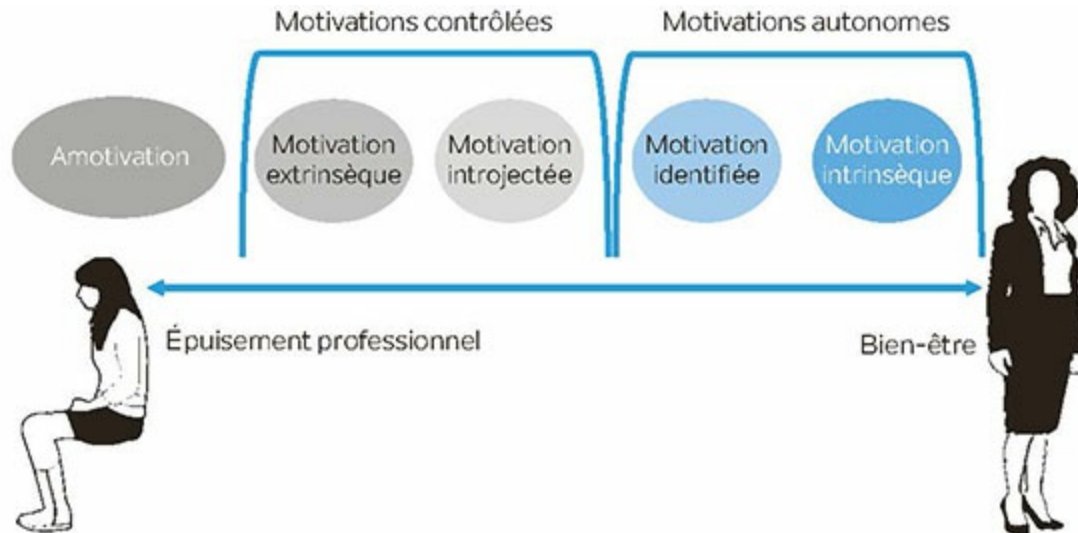 Motivations contrôlées
Motivations autonomes
Amotivation
Motivation
extrinsèque
Motivation
introjectée
Motivation
identifiée
Motivation
intrinsèque
Épuisement professionnel
Bien-être